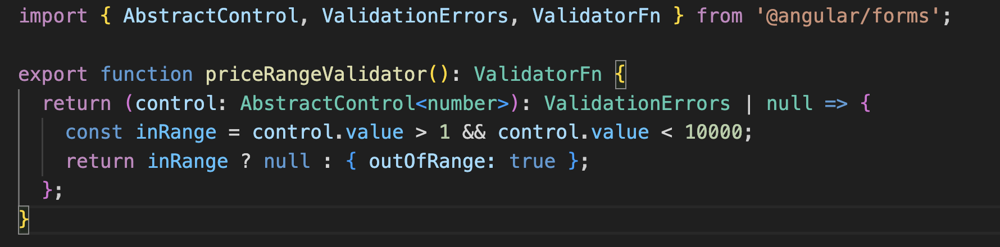 import { AbstractControl, ValidationErrors, ValidatorFn } from '@angular/forms';

export function priceRangeValidator(): ValidatorFn {
  return (control: AbstractControl<number>): ValidationErrors | null => {
    const inRange = control.value > 1 && control.value < 10000;
    return inRange ? null : { outOfRange: true };
  };
}